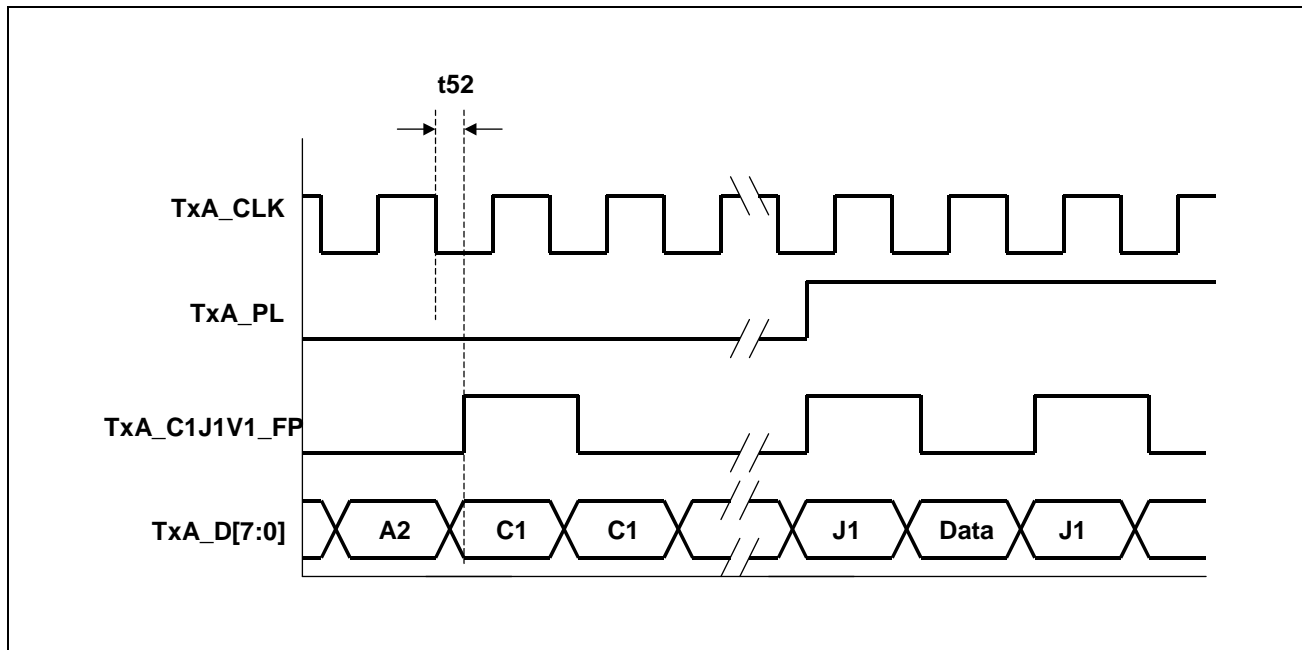 t52
TxA_CLK
TxA_PL
TxA_C1J1V1_FP
TxA_D[7:0]
A2
C1
C1
J1
Data
J1